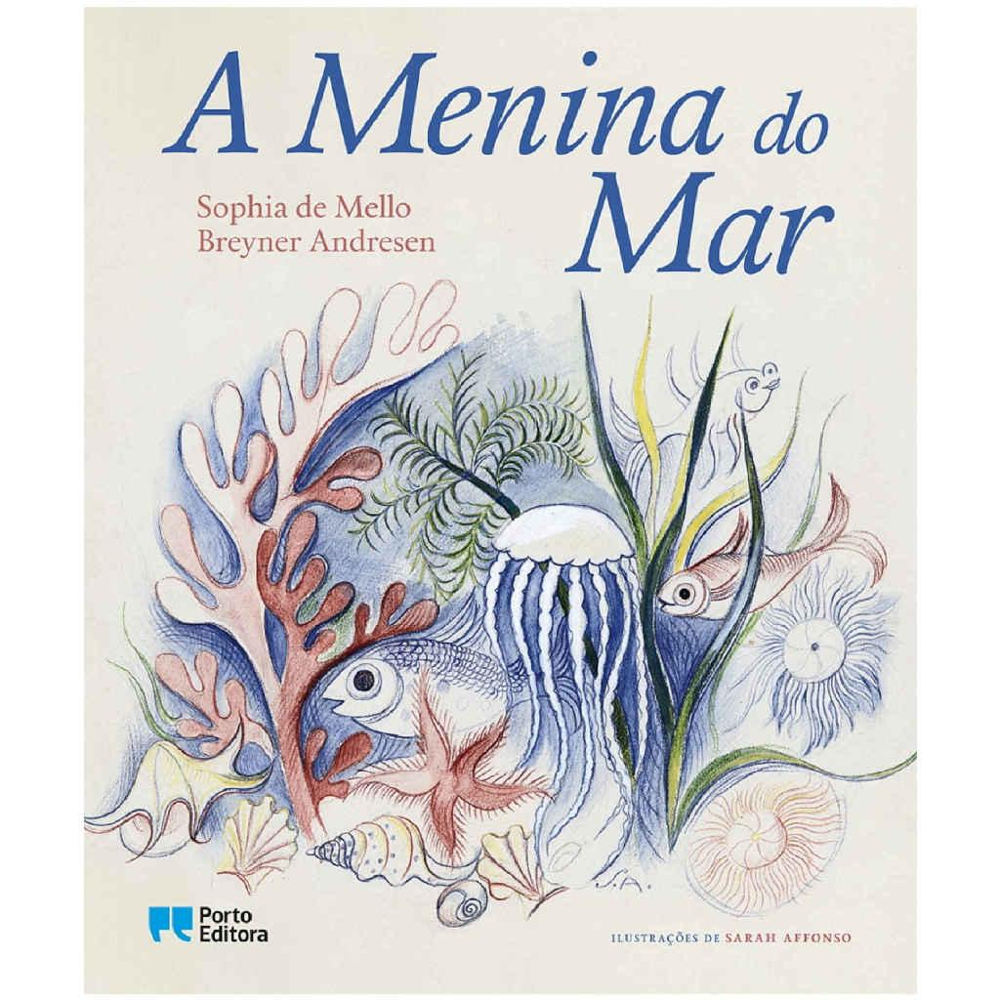 A Menina do
Mar
Sophia de Mello
Breyner Andresen
S.A.
Porto
Editora
ILUSTRAÇÕES DE SARAH AFFONSO